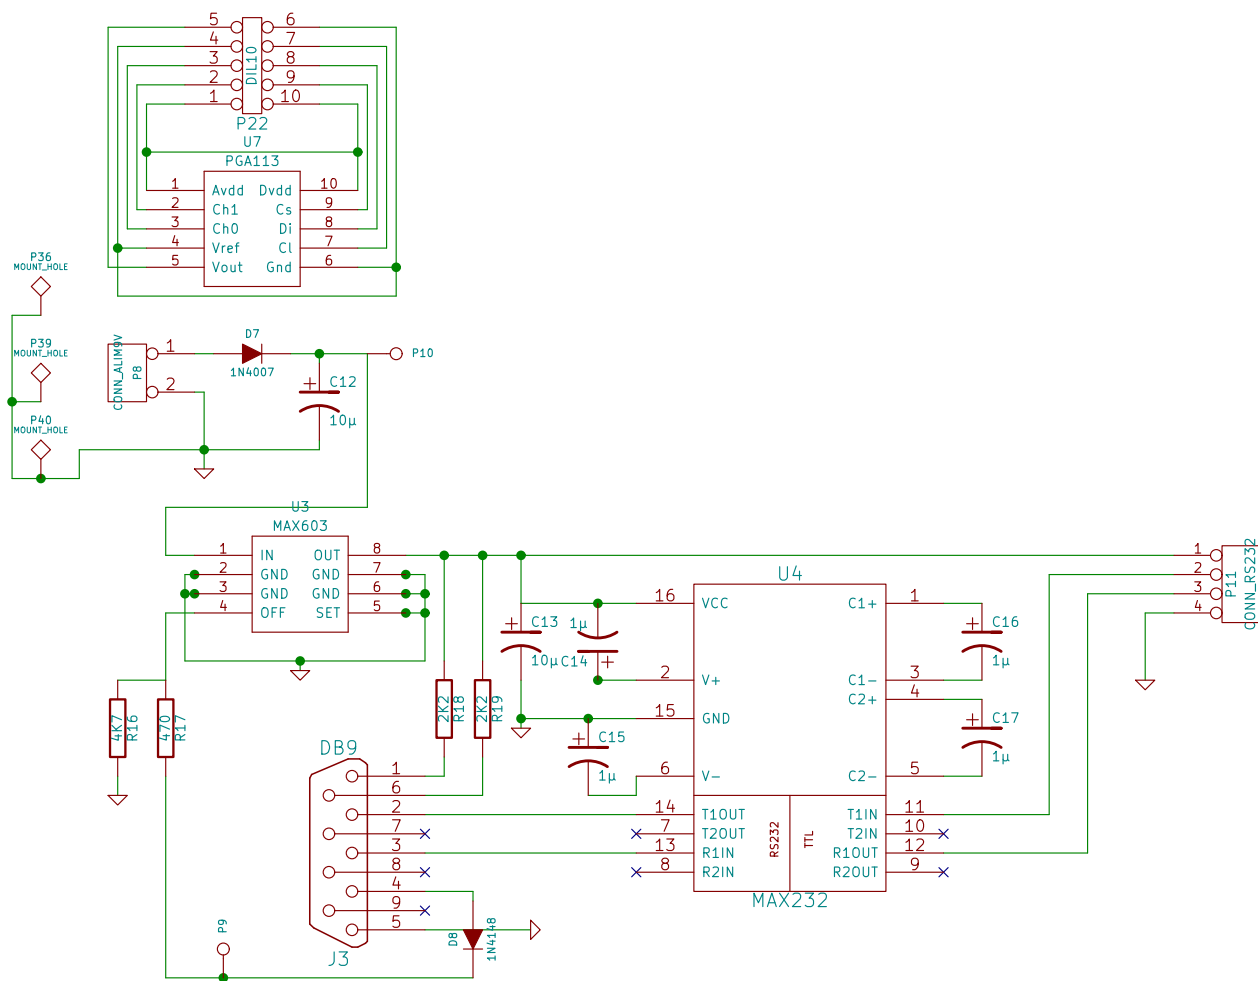 5 6
4 7
3 8
2 9
1 10
DIL10
P22
U7
PGA113
1 Avdd Dvdd 10
2 Ch1 Cs 9
3 Ch0 Di 8
4 Vref Cl 7
5 Vout Gnd 6
P36
MOUNT_HOLE
P39
MOUNT_HOLE
P40
MOUNT_HOLE
CONN_ALIM9V
P8
1
2
D7
1N4007
P10
+ C12
10µ
U3
MAX603
1 IN OUT 8
2 GND GND 7
3 GND GND 6
4 OFF SET 5
4K7
R16
470
R17
2K2
R18
2K2
R19
+ C13
10µ
1µ
C14
+
+ C15
1µ
U4
16 VCC C1+ 1
2 V+ C1- 3
C2+ 4
15 GND
6 V- C2- 5
14 T1OUT T1IN 11
7 T2OUT T2IN 10
13 R1IN R1OUT 12
8 R2IN R2OUT 9
RS232
TTL
MAX232
+ C16
1µ
+ C17
1µ
1
2
3
4
P11
CONN_RS232
DB9
1
6
2
7
3
8
4
9
5
J3
D8
1N4148
P9